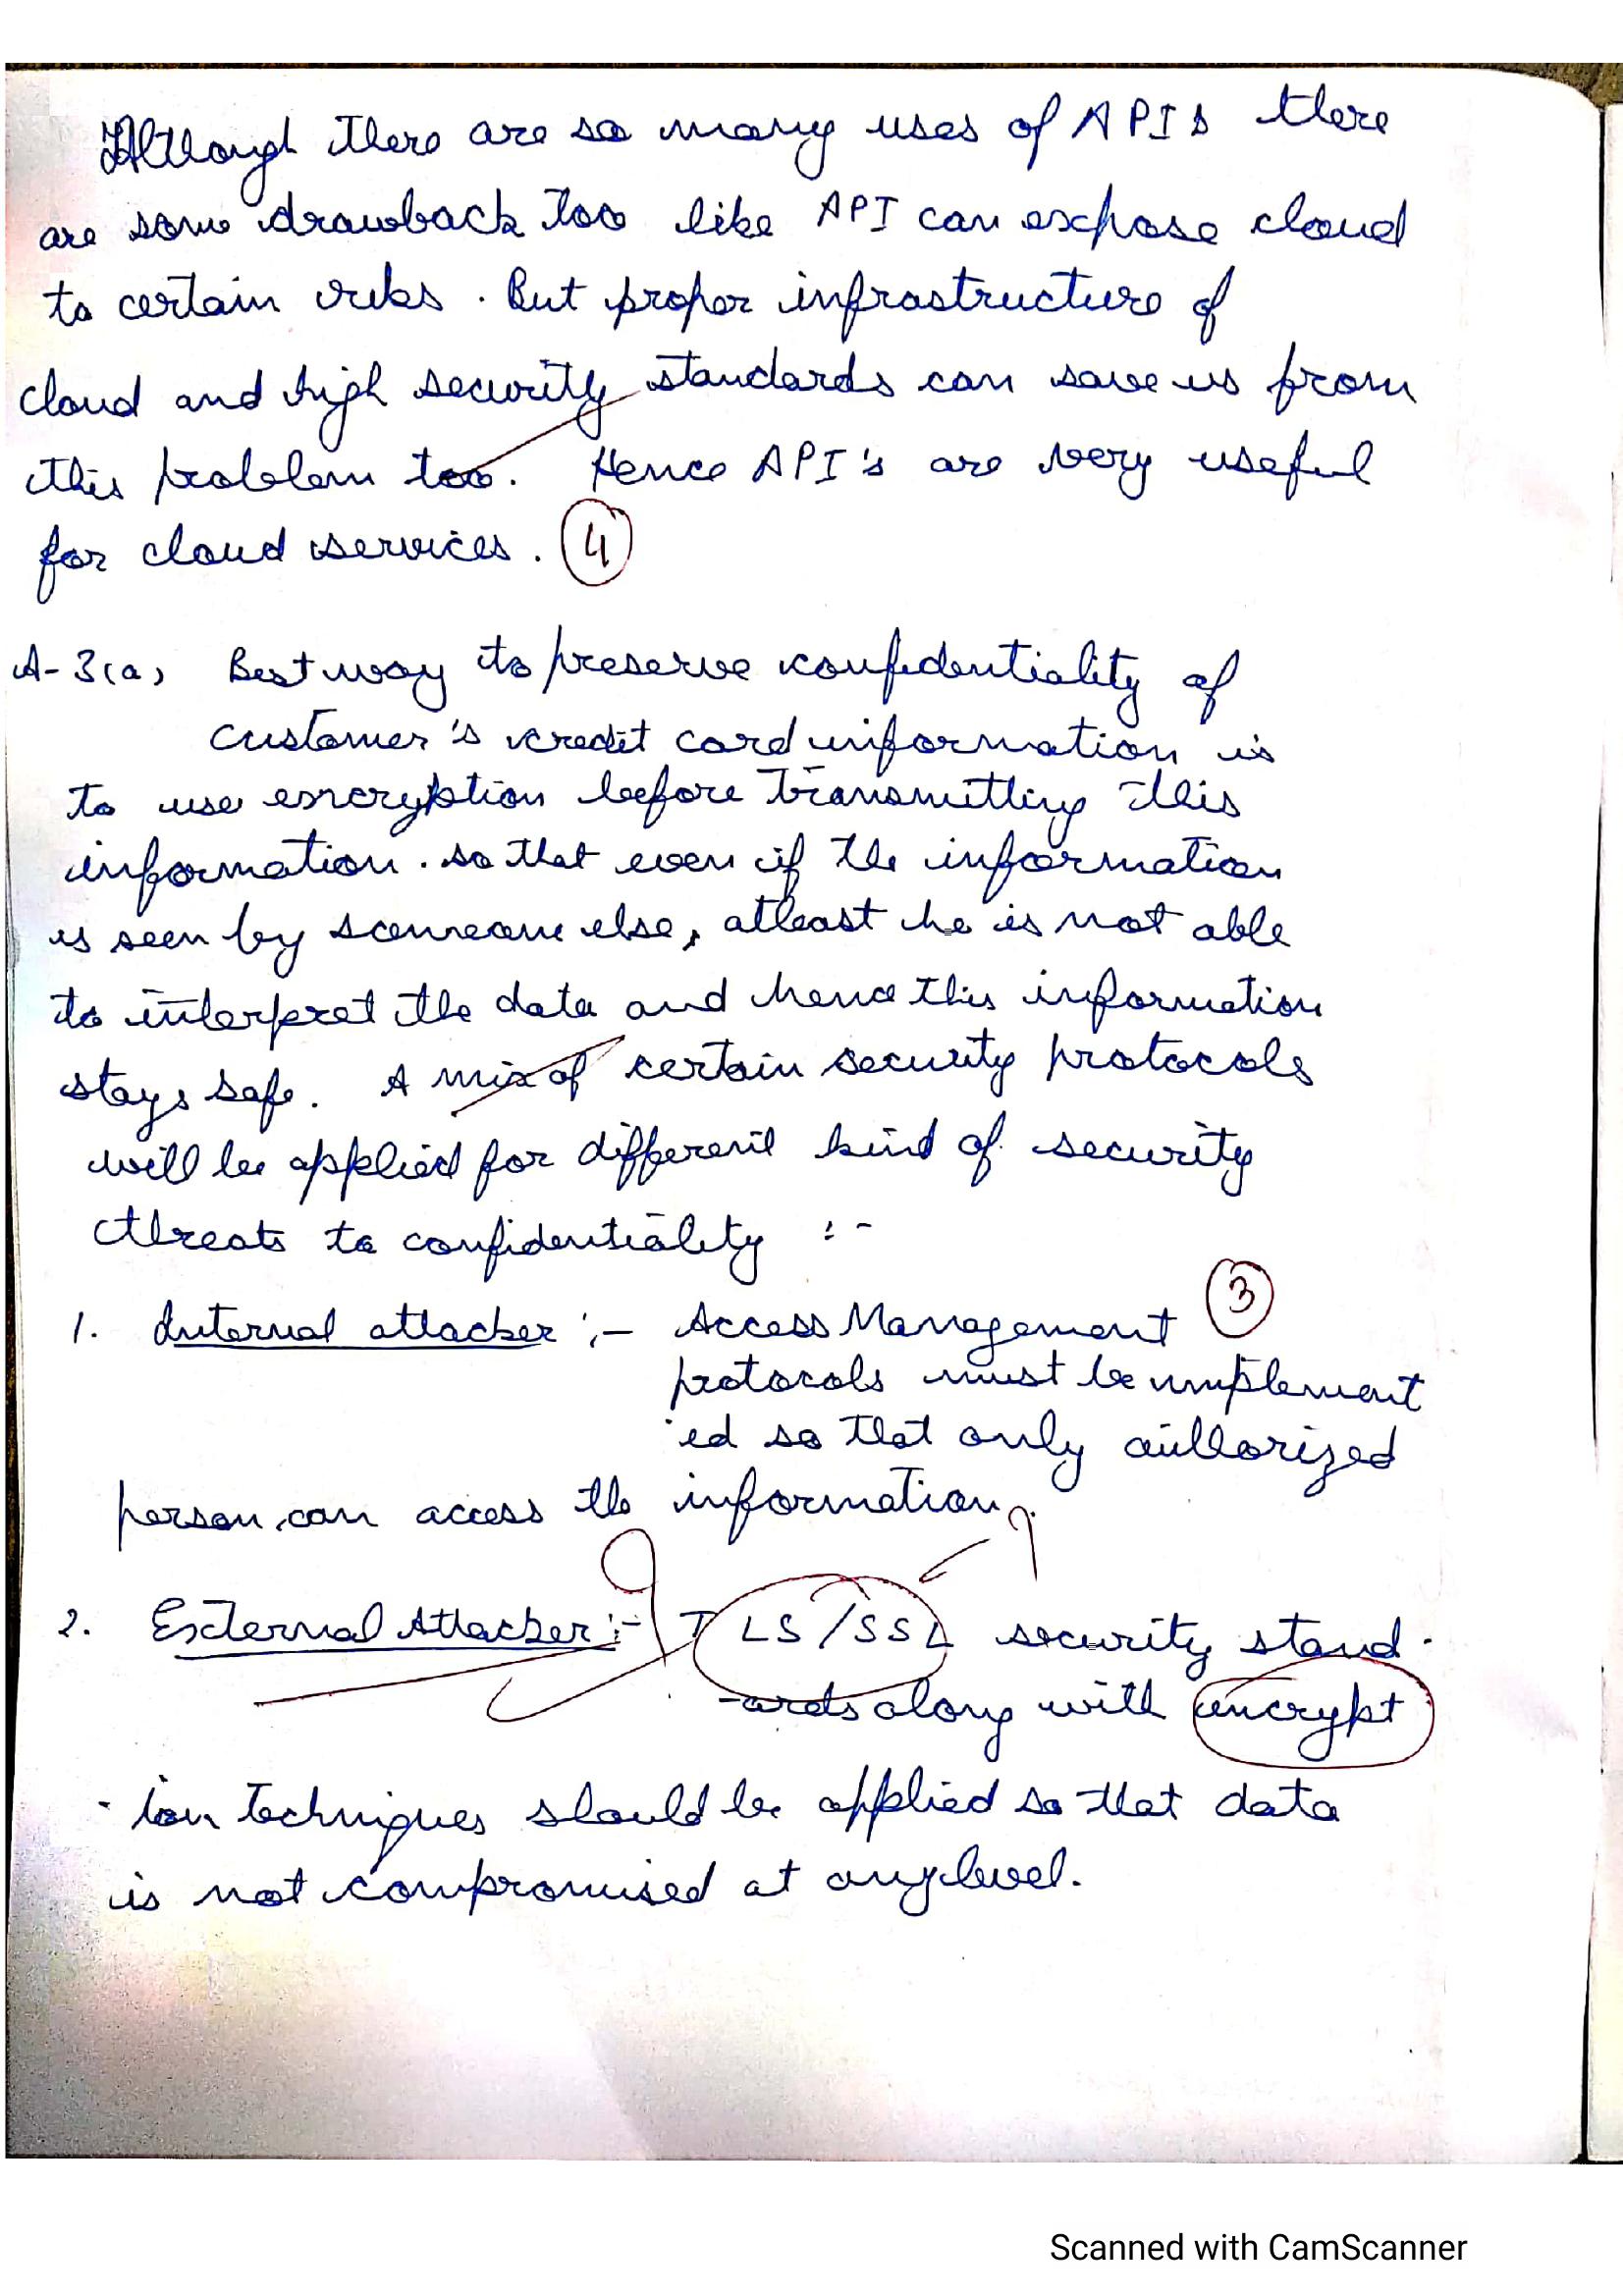 Although there are so many uses of APIs there
are some drawback too like API can expose cloud
to certain risks. But proper infrastructure of
cloud and high security standards can save us from
this problem too. Hence API's are very useful
for cloud services. 4
A-3(a) Best way to preserve confidentiality of
customer's credit card information is
to use encryption before transmitting this
information. so that even if the information
is seen by someone else, atleast he is not able
to interpret the data and hence this information
stays safe. A mix of certain security protocols
will be applied for different kind of security
threats to confidentiality :-
3
1. Internal attacker :- Access Management
protocols must be implement
ed so that only authorized
person can access the information.
2. External Attacker :- TLS/SSL security stand-
-ards along with encrypt
-ion techniques should be applied so that data
is not compromised at any level.
Scanned with CamScanner